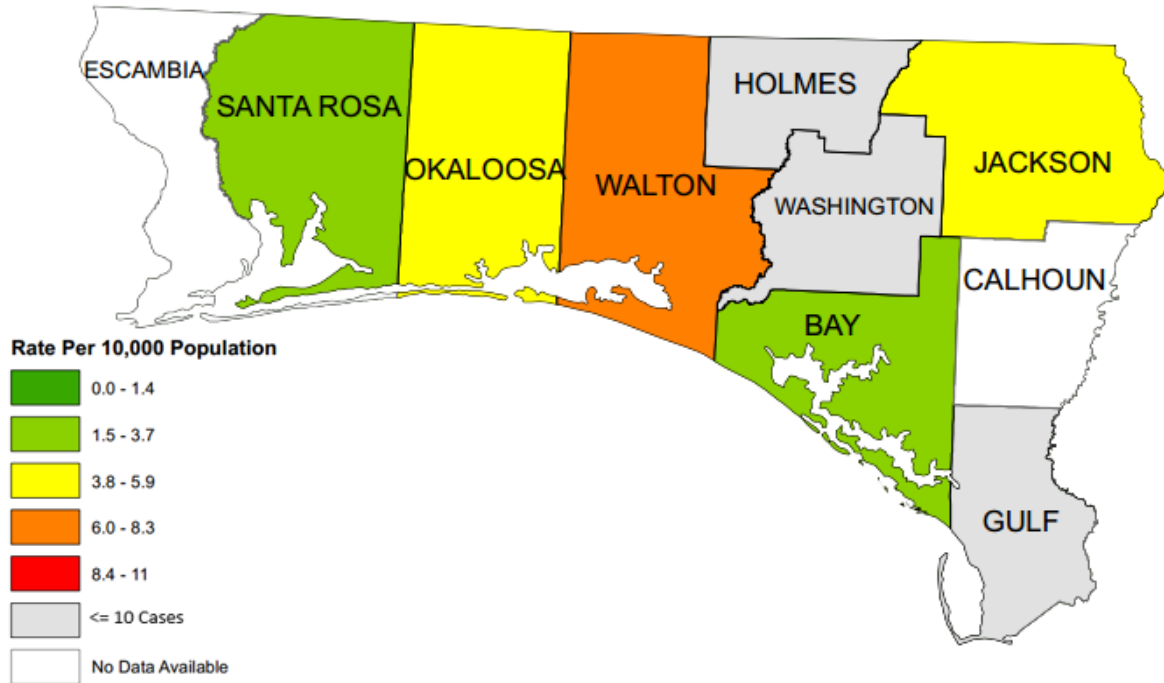 ESCAMBIA
SANTA ROSA
OKALOOSA
WALTON
HOLMES
WASHINGTON
JACKSON
CALHOUN
BAY
GULF
Rate Per 10,000 Population
0.0 - 1.4
1.5 - 3.7
3.8 - 5.9
6.0 - 8.3
8.4 - 11
<= 10 Cases
No Data Available